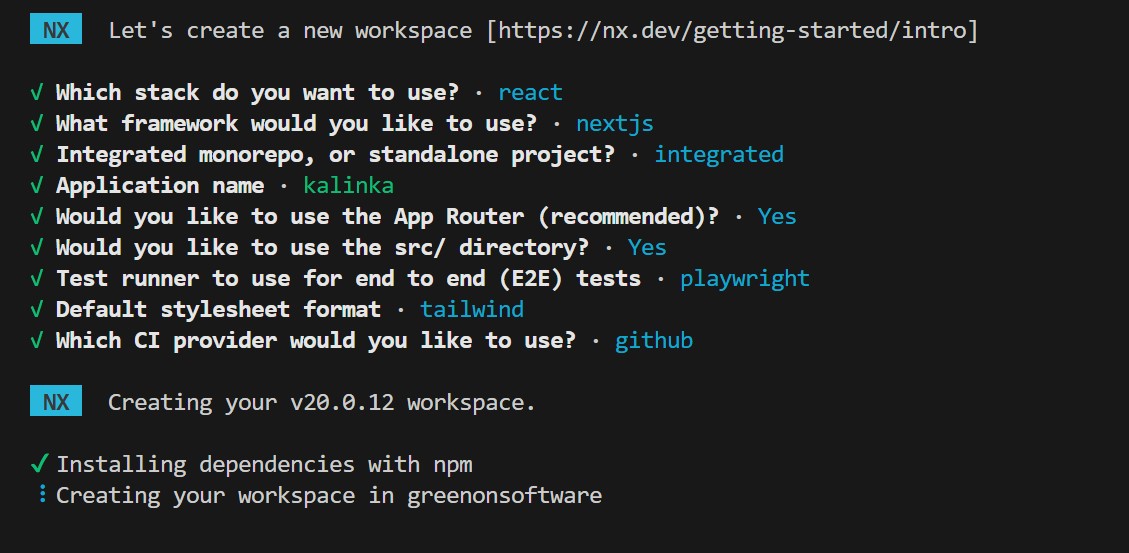 NX Let's create a new workspace [https://nx.dev/getting-started/intro]
√ Which stack do you want to use? · react
√ What framework would you like to use? · nextjs
√ Integrated monorepo, or standalone project? · integrated
√ Application name · kalinka
√ Would you like to use the App Router (recommended)? · Yes
√ Would you like to use the src/ directory? · Yes
√ Test runner to use for end to end (E2E) tests · playwright
√ Default stylesheet format · tailwind
√ Which CI provider would you like to use? · github
NX Creating your v20.0.12 workspace.
✓ Installing dependencies with npm
⫶ Creating your workspace in greenonsoftware